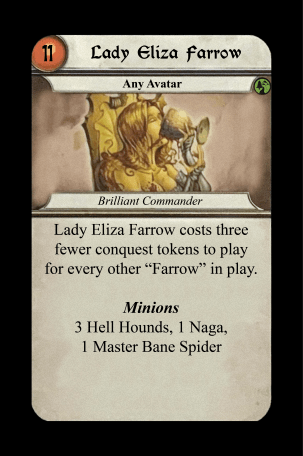 11
Lady Eliza Farrow
Any Avatar
Brilliant Commander
Lady Eliza Farrow costs three
fewer conquest tokens to play
for every other “Farrow” in play.
Minions
3 Hell Hounds, 1 Naga,
1 Master Bane Spider